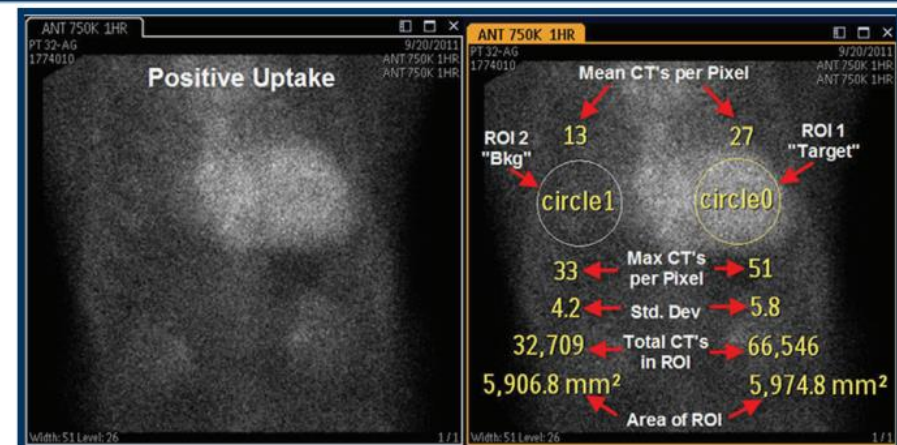 ANT 750K 1HR
PT 32-AG
1774010
9/20/2011
ANT 750K 1HR
ANT 750K 1HR
Positive Uptake
Width: 51 Level: 26
1/1
ANT 750K 1HR
PT 32-AG
1774010
9/20/2011
ANT 750K 1HR
ANT 750K 1HR
Mean CT's per Pixel
13
27
ROI 2
"Bkg"
ROI 1
"Target"
circle1
circle0
33
Max CT's
per Pixel
51
4.2
Std. Dev
5.8
32,709
Total CT's
in ROI
66,546
5,906.8 mm²
5,974.8 mm²
Area of ROI
Width: 51 Level: 26
1/1